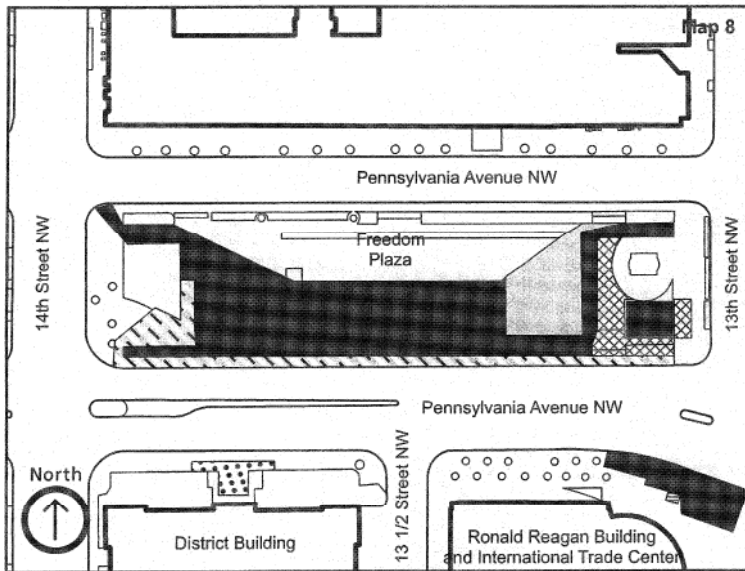 Map 8
Pennsylvania Avenue NW
14th Street NW
Freedom
Plaza
13th Street NW
Pennsylvania Avenue NW
North
13 1/2 Street NW
District Building
Ronald Reagan Building
and International Trade Center